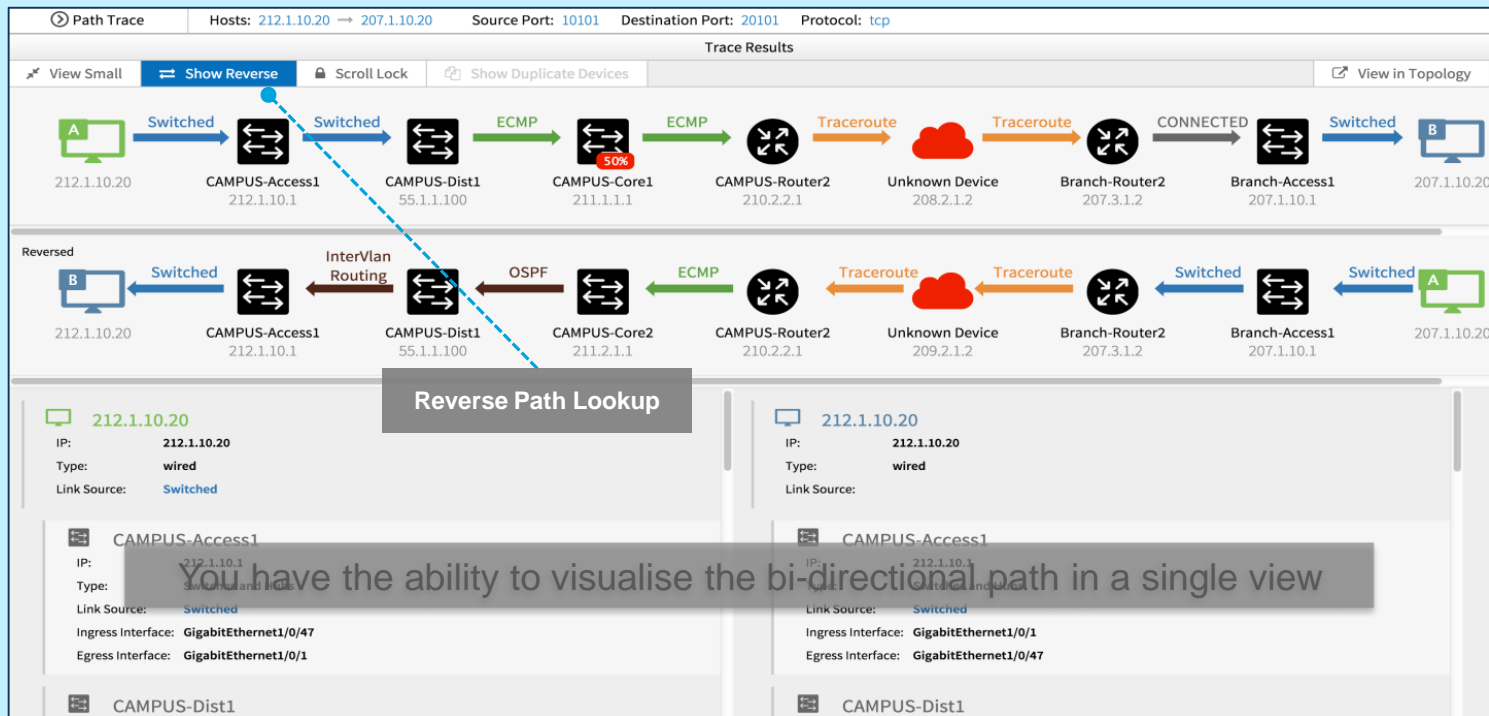 Path Trace Hosts: 212.1.10.20 → 207.1.10.20 Source Port: 10101 Destination Port: 20101 Protocol: tcp
Trace Results
View Small Show Reverse Scroll Lock Show Duplicate Devices View in Topology
Switched Switched ECMP ECMP Traceroute Traceroute CONNECTED Switched
A B
50%
212.1.10.20 CAMPUS-Access1 CAMPUS-Dist1 CAMPUS-Core1 CAMPUS-Router2 Unknown Device Branch-Router2 Branch-Access1 207.1.10.20
212.1.10.1 55.1.1.100 211.1.1.1 210.2.2.1 208.2.1.2 207.3.1.2 207.1.10.1
Reversed
InterVlan
Switched Routing OSPF ECMP Traceroute Traceroute Switched Switched
B A
212.1.10.20 CAMPUS-Access1 CAMPUS-Dist1 CAMPUS-Core2 CAMPUS-Router2 Unknown Device Branch-Router2 Branch-Access1 207.1.10.20
212.1.10.1 55.1.1.100 211.2.1.1 210.2.2.1 209.2.1.2 207.3.1.2 207.1.10.1
Reverse Path Lookup
212.1.10.20
IP: 212.1.10.20
Type: wired
Link Source: Switched
CAMPUS-Access1
IP: 212.1.10.1
Type:
Link Source: Switched
Ingress Interface: GigabitEthernet1/0/47
Egress Interface: GigabitEthernet1/0/1
CAMPUS-Dist1
212.1.10.20
IP: 212.1.10.20
Type: wired
Link Source:
CAMPUS-Access1
IP: 212.1.10.1
Link Source: Switched
Ingress Interface: GigabitEthernet1/0/1
Egress Interface: GigabitEthernet1/0/47
CAMPUS-Dist1
You have the ability to visualise the bi-directional path in a single view